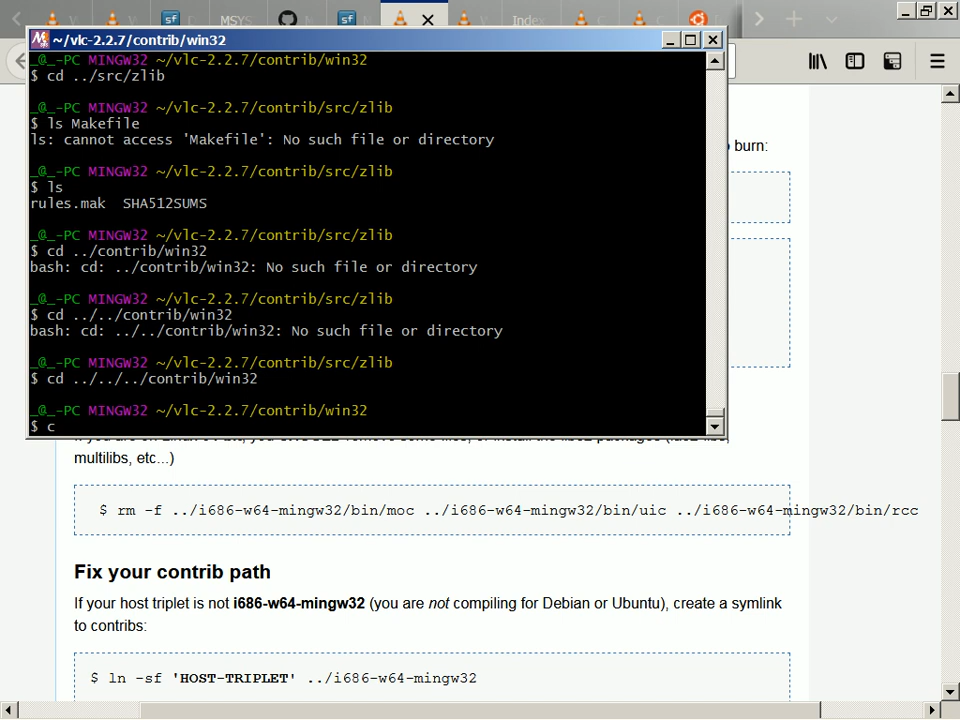 MSYS
Index
~/vlc-2.2.7/contrib/win32
_@_-PC MINGW32 ~/vlc-2.2.7/contrib/win32
$ cd ../src/zlib
_@_-PC MINGW32 ~/vlc-2.2.7/contrib/src/zlib
$ ls Makefile
ls: cannot access 'Makefile': No such file or directory
_@_-PC MINGW32 ~/vlc-2.2.7/contrib/src/zlib
$ ls
rules.mak  SHA512SUMS
_@_-PC MINGW32 ~/vlc-2.2.7/contrib/src/zlib
$ cd ../contrib/win32
bash: cd: ../contrib/win32: No such file or directory
_@_-PC MINGW32 ~/vlc-2.2.7/contrib/src/zlib
$ cd ../../contrib/win32
bash: cd: ../../contrib/win32: No such file or directory
_@_-PC MINGW32 ~/vlc-2.2.7/contrib/src/zlib
$ cd ../../../contrib/win32
_@_-PC MINGW32 ~/vlc-2.2.7/contrib/win32
$ c
burn:
multilibs, etc...)
$ rm -f ../i686-w64-mingw32/bin/moc ../i686-w64-mingw32/bin/uic ../i686-w64-mingw32/bin/rcc
Fix your contrib path
If your host triplet is not i686-w64-mingw32 (you are not compiling for Debian or Ubuntu), create a symlink
to contribs:
$ ln -sf 'HOST-TRIPLET' ../i686-w64-mingw32